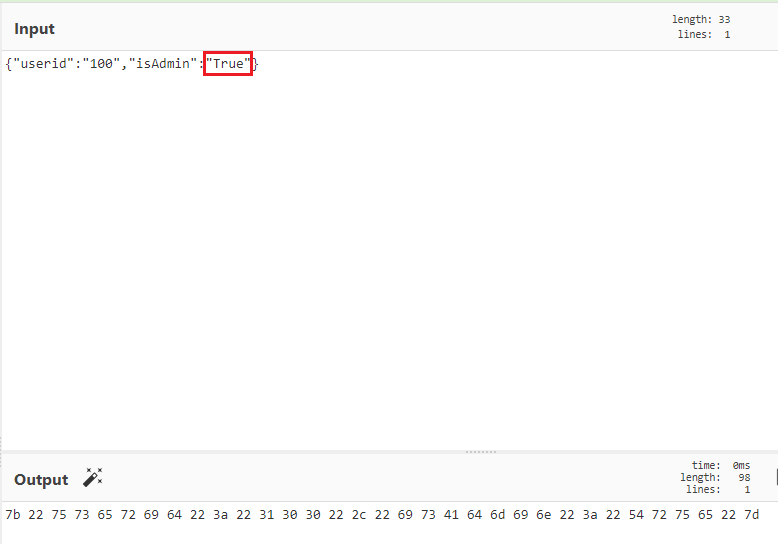 Input
length: 33
lines: 1
{"userid":"100","isAdmin":"True"}
Output
time: 0ms
length: 98
lines: 1
7b 22 75 73 65 72 69 64 22 3a 22 31 30 30 22 2c 22 69 73 41 64 6d 69 6e 22 3a 22 54 72 75 65 22 7d